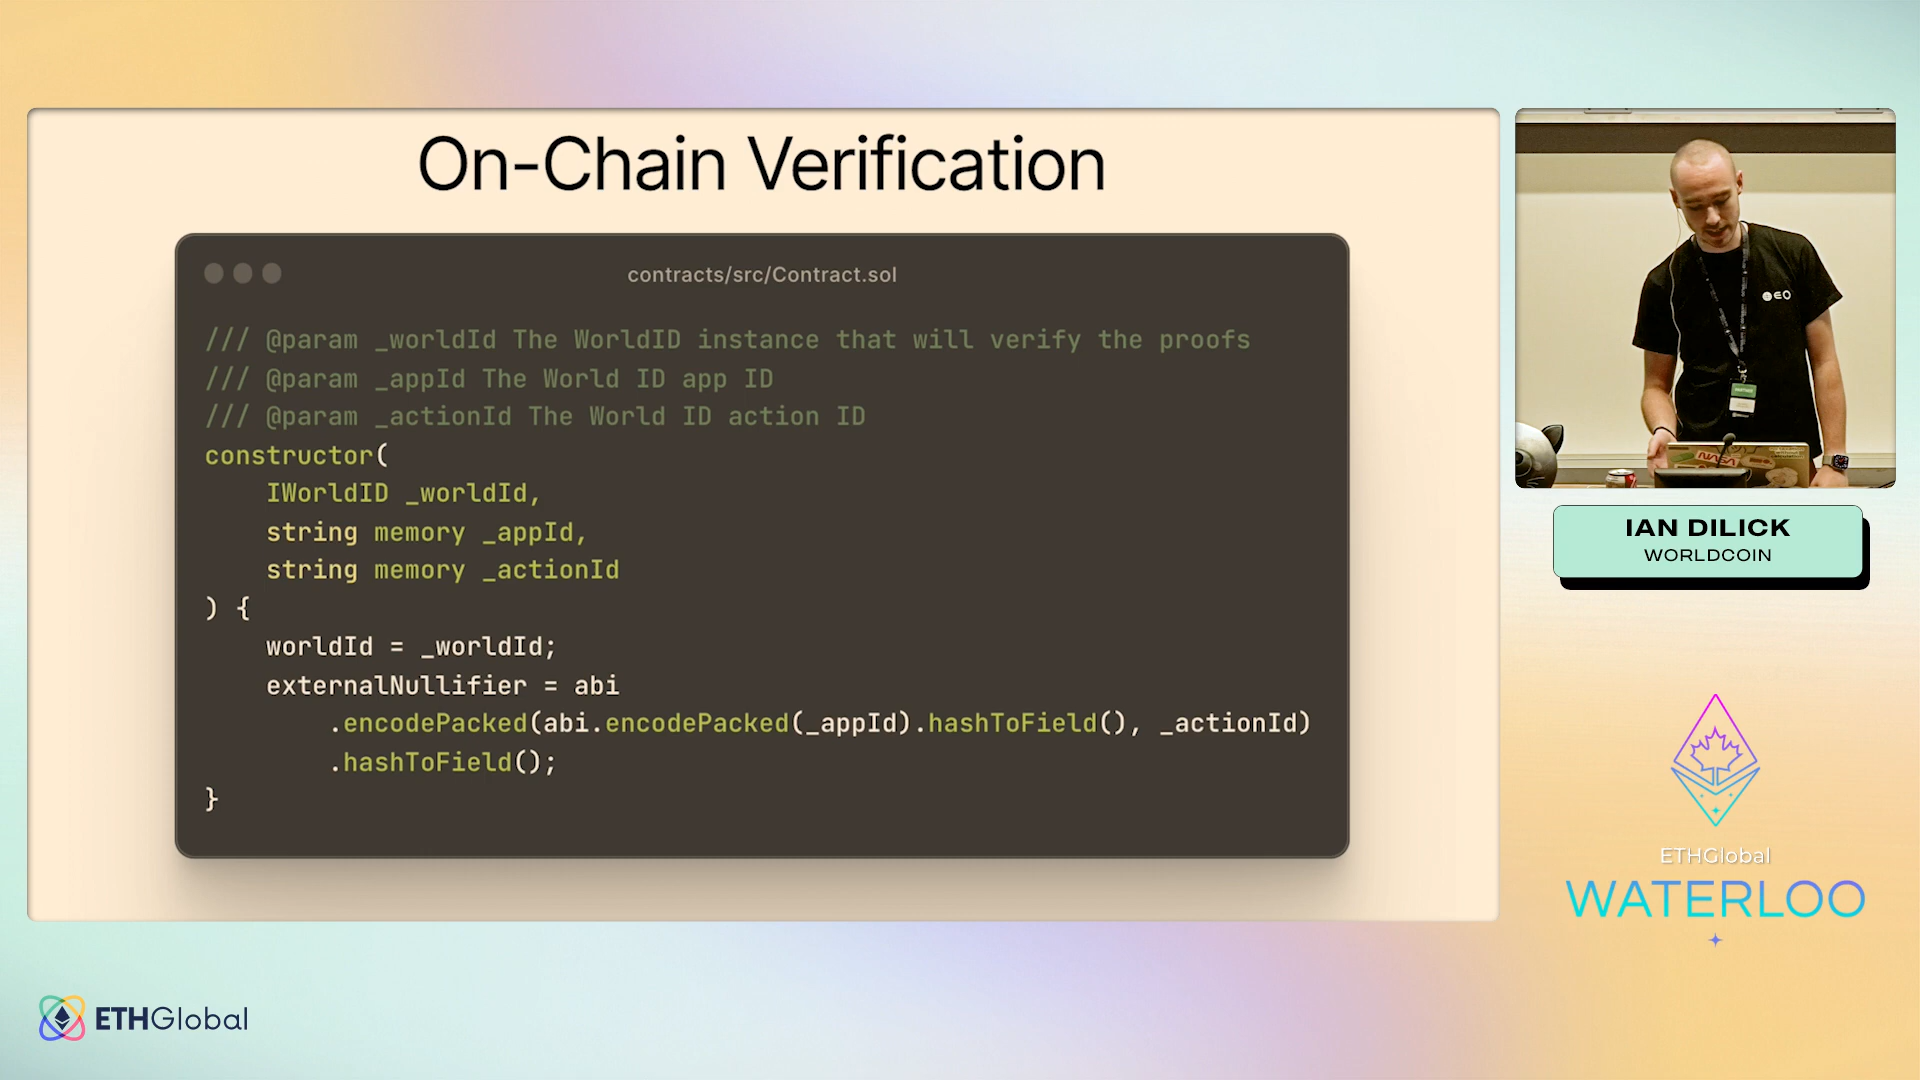 On-Chain Verification
contracts/src/Contract.sol
/// @param _worldId The WorldID instance that will verify the proofs
/// @param _appId The World ID app ID
/// @param _actionId The World ID action ID
constructor(
    IWorldID _worldId,
    string memory _appId,
    string memory _actionId
) {
    worldId = _worldId;
    externalNullifier = abi
        .encodePacked(abi.encodePacked(_appId).hashToField(), _actionId)
        .hashToField();
}
NASA
IAN DILICK
WORLDCOIN
ETHGlobal
WATERLOO
ETHGlobal